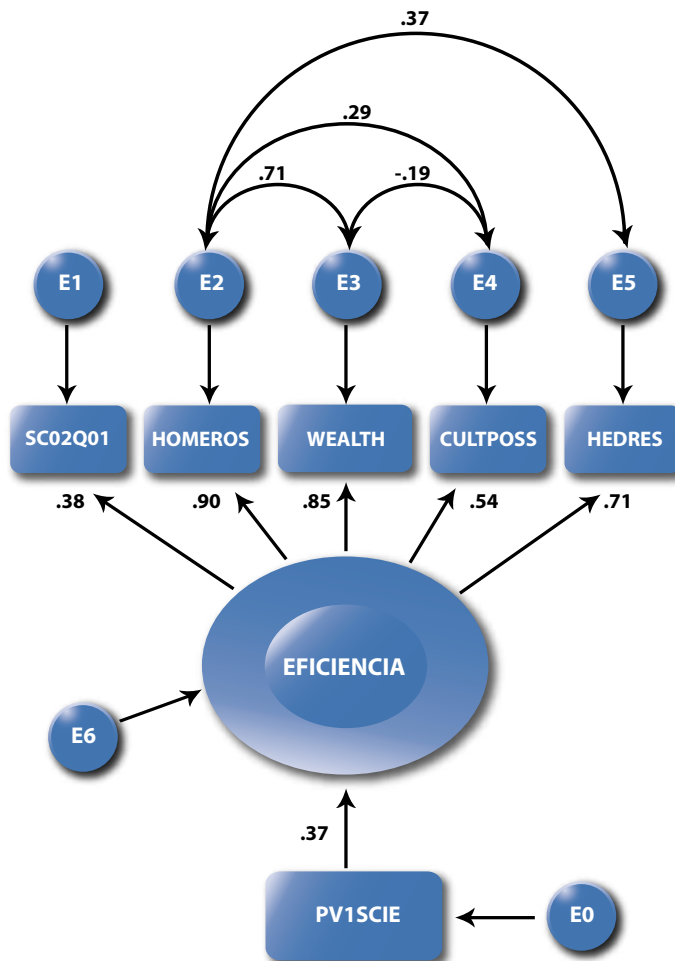 .37
.29
.71
-.19
E1
E2
E3
E4
E5
SC02Q01
HOMEROS
WEALTH
CULTPOSS
HEDRES
.38
.90
.85
.54
.71
EFICIENCIA
E6
.37
PV1SCIE
E0